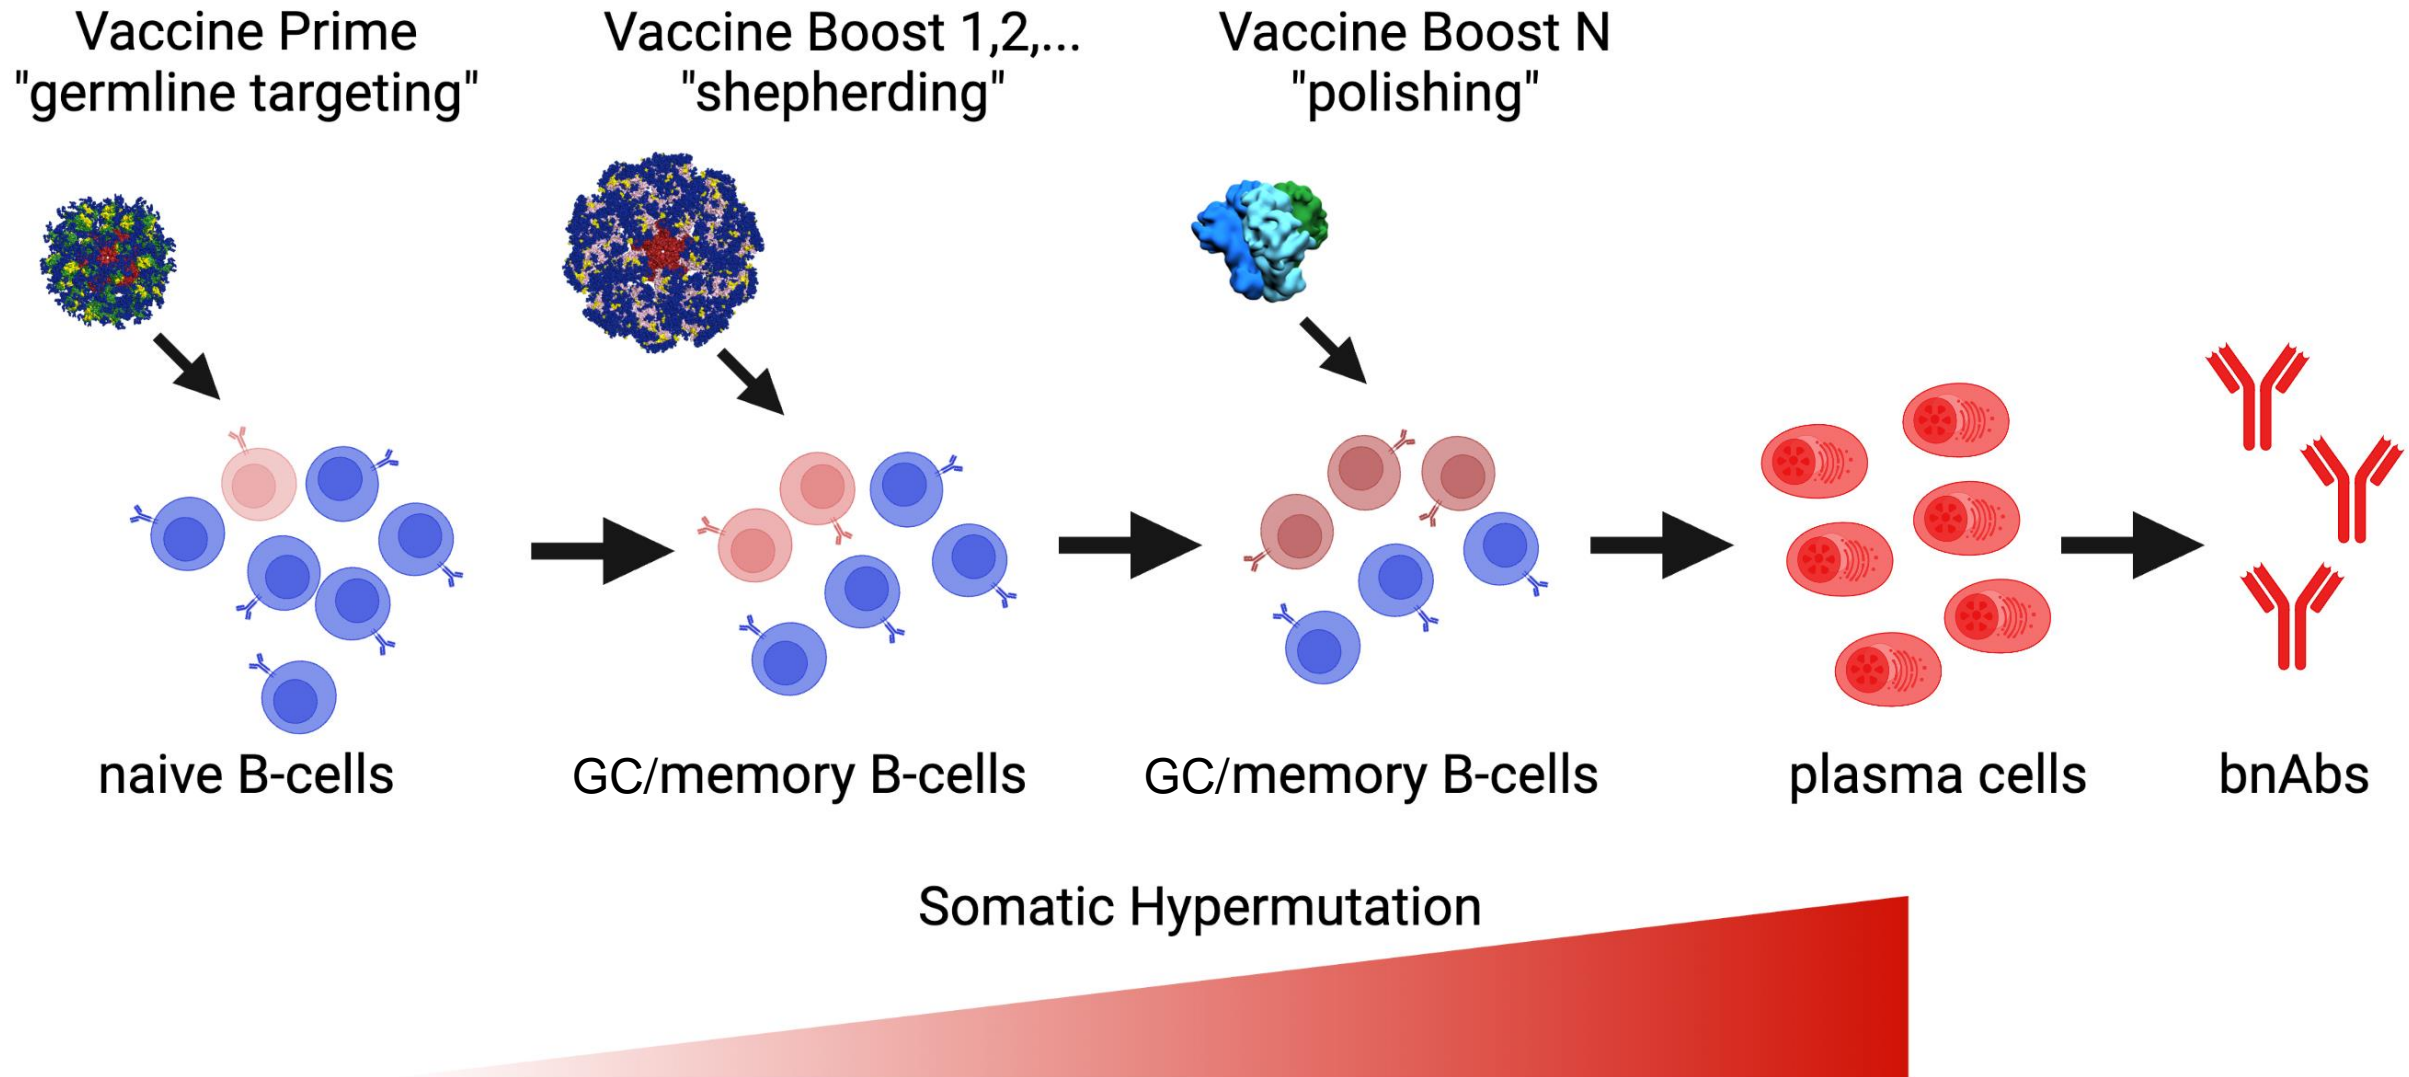 Vaccine Prime
"germline targeting"
Vaccine Boost 1,2,...
"shepherding"
Vaccine Boost N
"polishing"
naive B-cells
GC/memory B-cells
GC/memory B-cells
plasma cells
bnAbs
Somatic Hypermutation